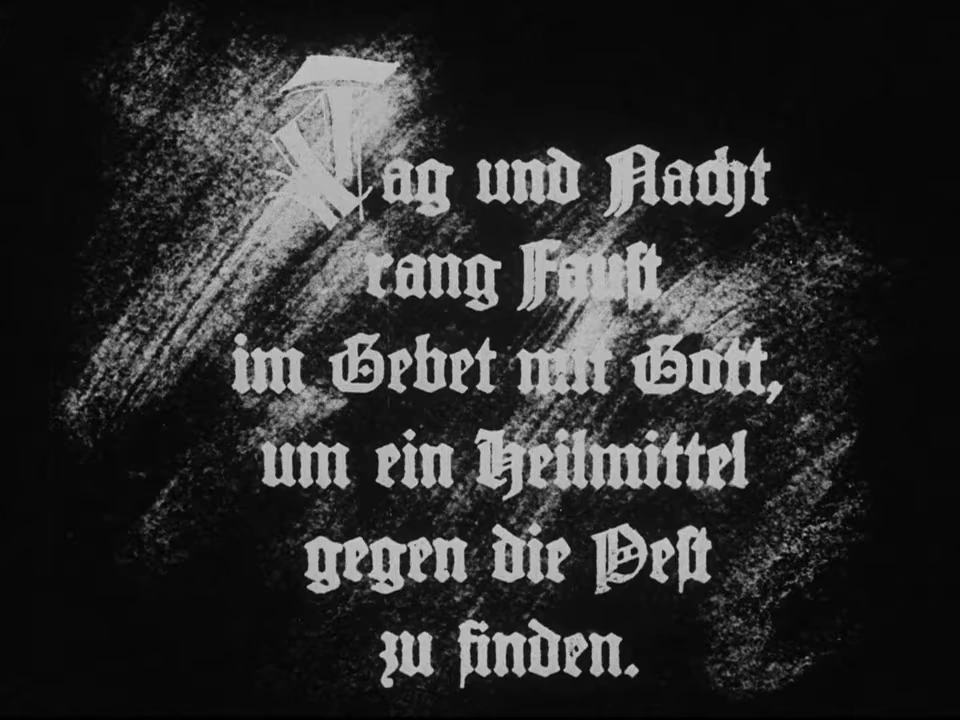 Tag und Nacht
rang Faust
im Gebet mit Gott,
um ein Heilmittel
gegen die Pest
zu finden.